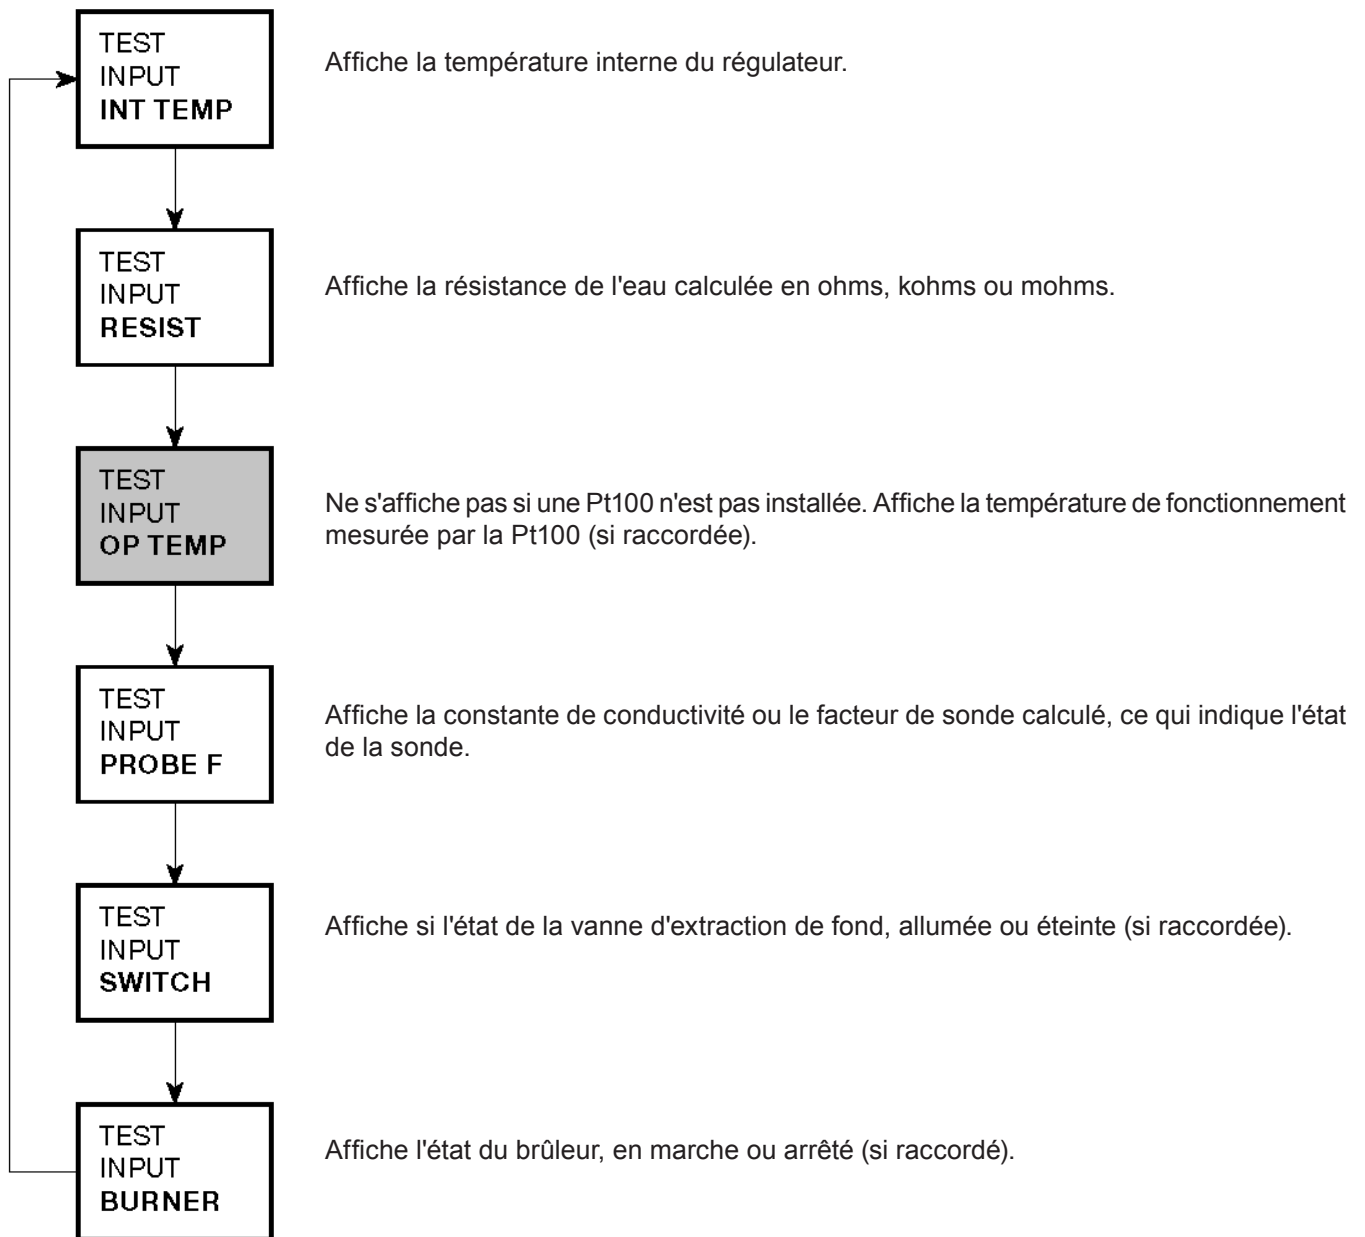 TEST
INPUT
INT TEMP
Affiche la température interne du régulateur.
TEST
INPUT
RESIST
Affiche la résistance de l'eau calculée en ohms, kohms ou mohms.
TEST
INPUT
OP TEMP
Ne s'affiche pas si une Pt100 n'est pas installée. Affiche la température de fonctionnement
mesurée par la Pt100 (si raccordée).
TEST
INPUT
PROBE F
Affiche la constante de conductivité ou le facteur de sonde calculé, ce qui indique l'état
de la sonde.
TEST
INPUT
SWITCH
Affiche si l'état de la vanne d'extraction de fond, allumée ou éteinte (si raccordée).
TEST
INPUT
BURNER
Affiche l'état du brûleur, en marche ou arrêté (si raccordé).